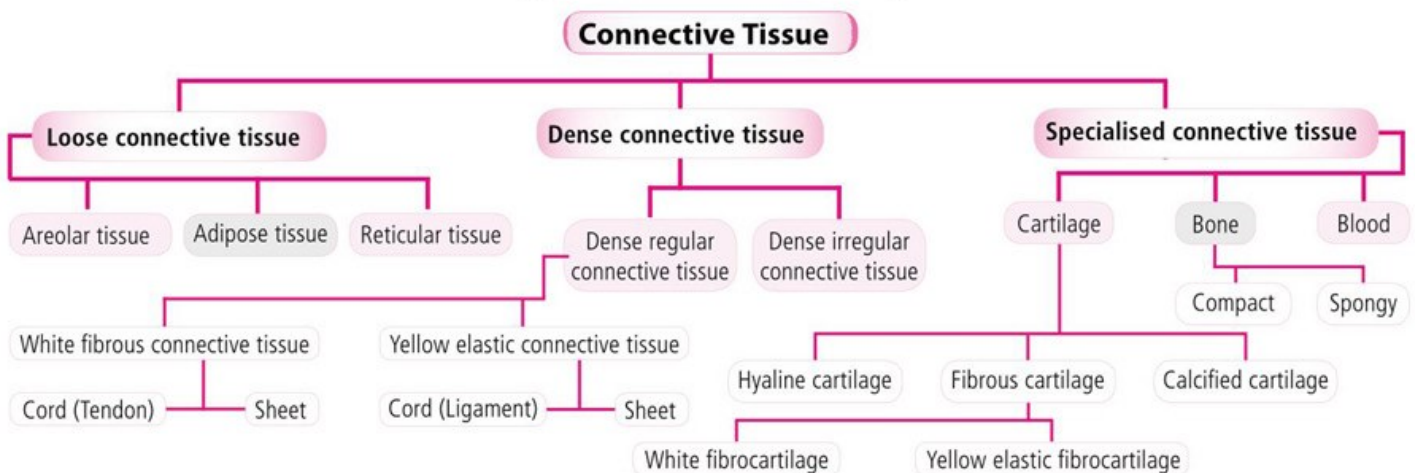 Connective Tissue
Loose connective tissue
Dense connective tissue
Specialised connective tissue
Areolar tissue
Adipose tissue
Reticular tissue
Dense regular
connective tissue
Dense irregular
connective tissue
Cartilage
Bone
Blood
Compact
Spongy
White fibrous connective tissue
Yellow elastic connective tissue
Hyaline cartilage
Fibrous cartilage
Calcified cartilage
Cord (Tendon)
Sheet
Cord (Ligament)
Sheet
White fibrocartilage
Yellow elastic fibrocartilage